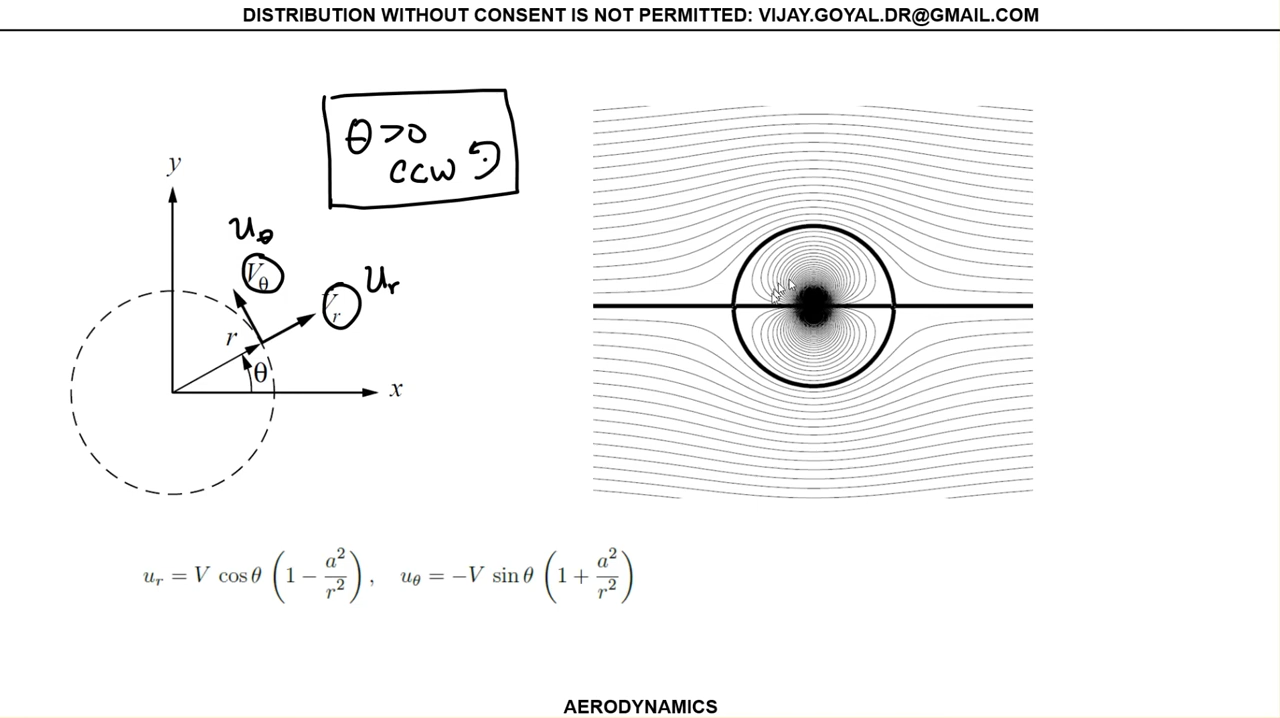 DISTRIBUTION WITHOUT CONSENT IS NOT PERMITTED: VIJAY.GOYAL.DR@GMAIL.COM
θ >0
CCW
y
u_θ
V_θ
u_r
V_r
r
θ
x
u_r = V cos θ (1 − a²/r²), u_θ = −V sin θ (1 + a²/r²)
AERODYNAMICS